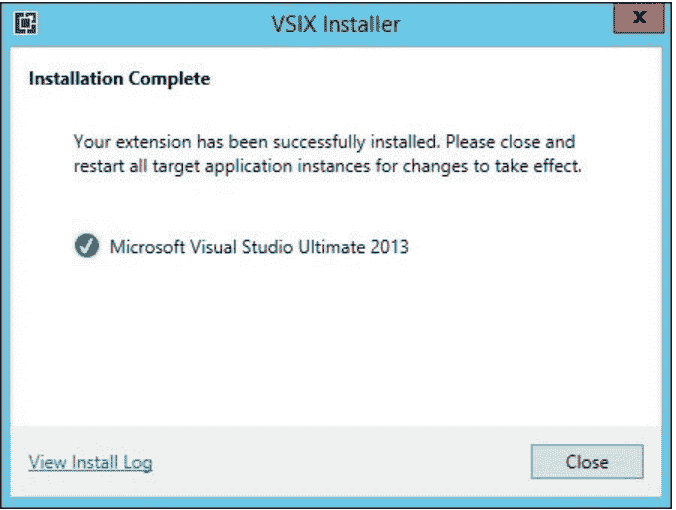 VSIX Installer
x
Installation Complete
Your extension has been successfully installed. Please close and
restart all target application instances for changes to take effect.
Microsoft Visual Studio Ultimate 2013
View Install Log
Close